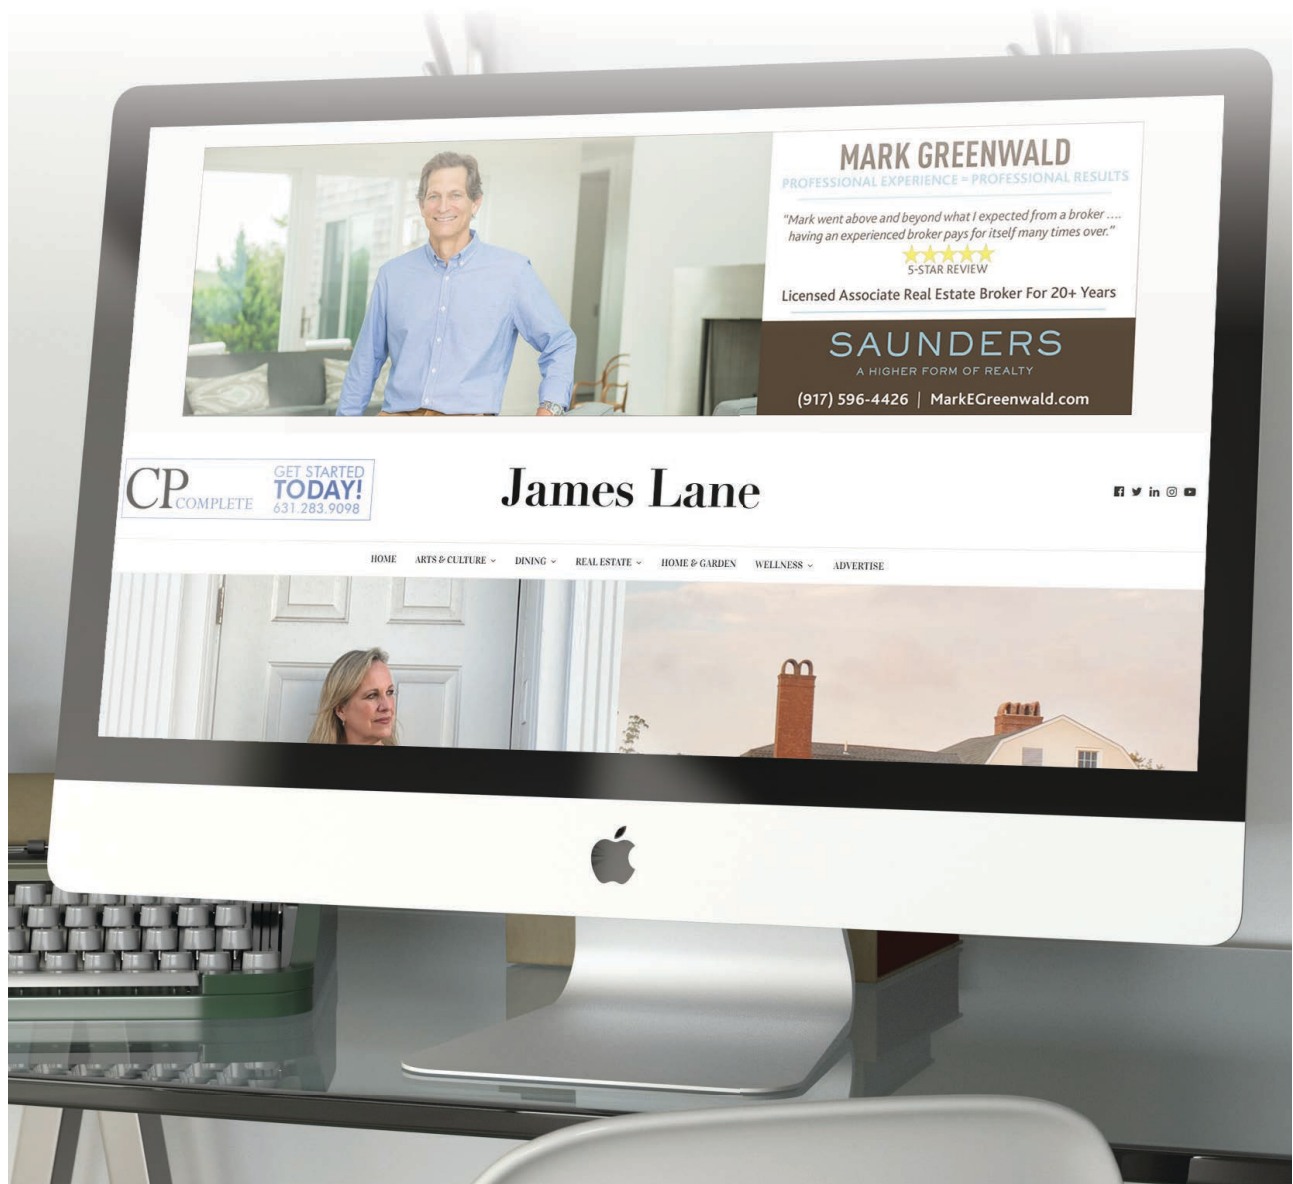 MARK GREENWALD
PROFESSIONAL EXPERIENCE = PROFESSIONAL RESULTS
"Mark went above and beyond what I expected from a broker ....
having an experienced broker pays for itself many times over."
5-STAR REVIEW
Licensed Associate Real Estate Broker For 20+ Years
SAUNDERS
A HIGHER FORM OF REALTY
(917) 596-4426 | MarkEGreenwald.com
CP COMPLETE
GET STARTED
TODAY!
631.283.9098
James Lane
HOME ARTS & CULTURE DINING REAL ESTATE HOME & GARDEN WELLNESS ADVERTISE